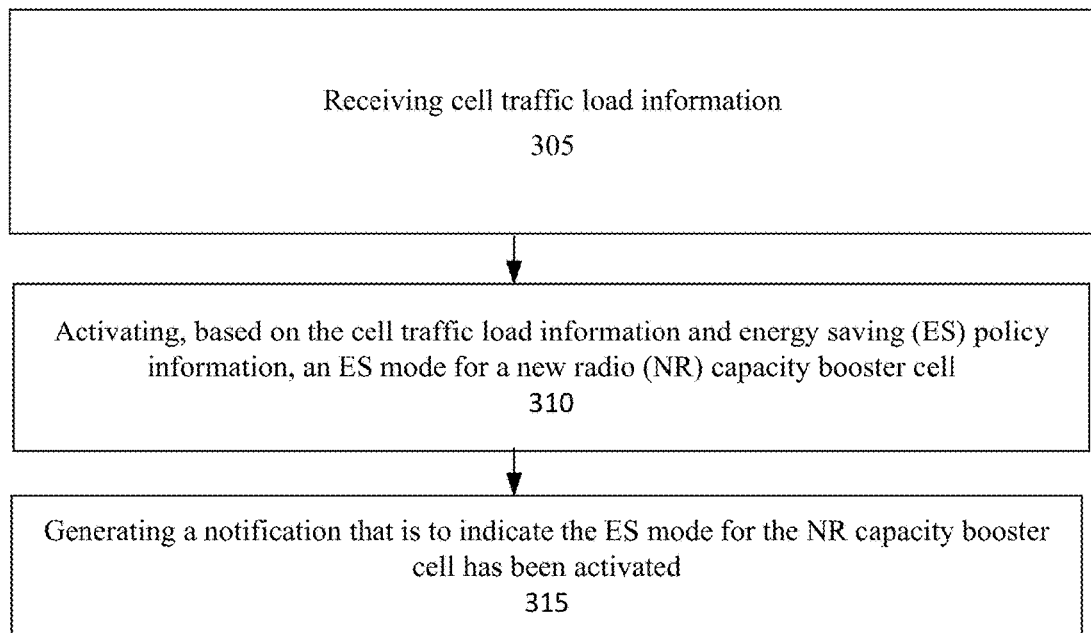 Receiving cell traffic load information
305
Activating, based on the cell traffic load information and energy saving (ES) policy
information, an ES mode for a new radio (NR) capacity booster cell
310
Generating a notification that is to indicate the ES mode for the NR capacity booster
cell has been activated
315